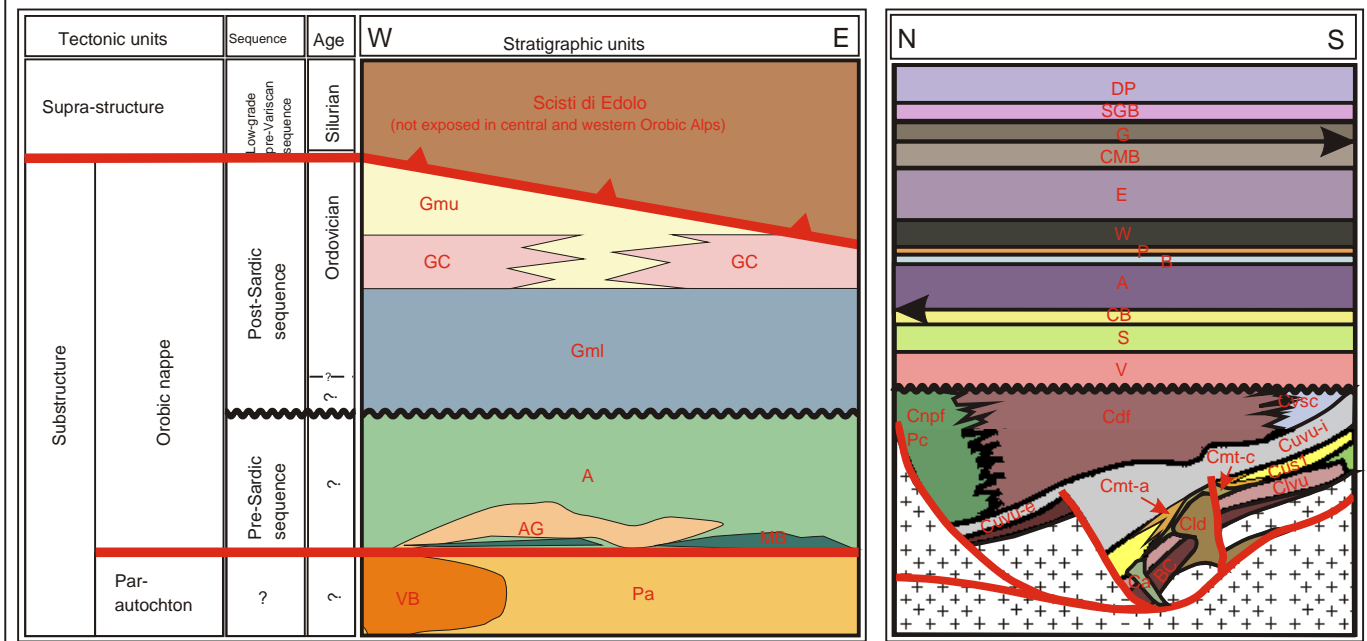 Tectonic units
Sequence
Age
W
Stratigraphic units
E
Supra-structure
Low-grade
pre-Variscan
sequence
Silurian
Scisti di Edolo
(not exposed in central and western Orobic Alps)
Substructure
Orobic nappe
Post-Sardic
sequence
Ordovician
?
?
Gmu
GC
GC
Gml
Pre-Sardic
sequence
?
A
AG
MB
Par-
autochton
?
?
VB
Pa
N
S
DP
SGB
G
CMB
E
W
P
B
A
CB
S
V
Cnpf
Pc
Cdf
Cvsc
Cuvu-i
Cmt-c
Cmt-a
Clvu
Cuvu-e
Cld
BC